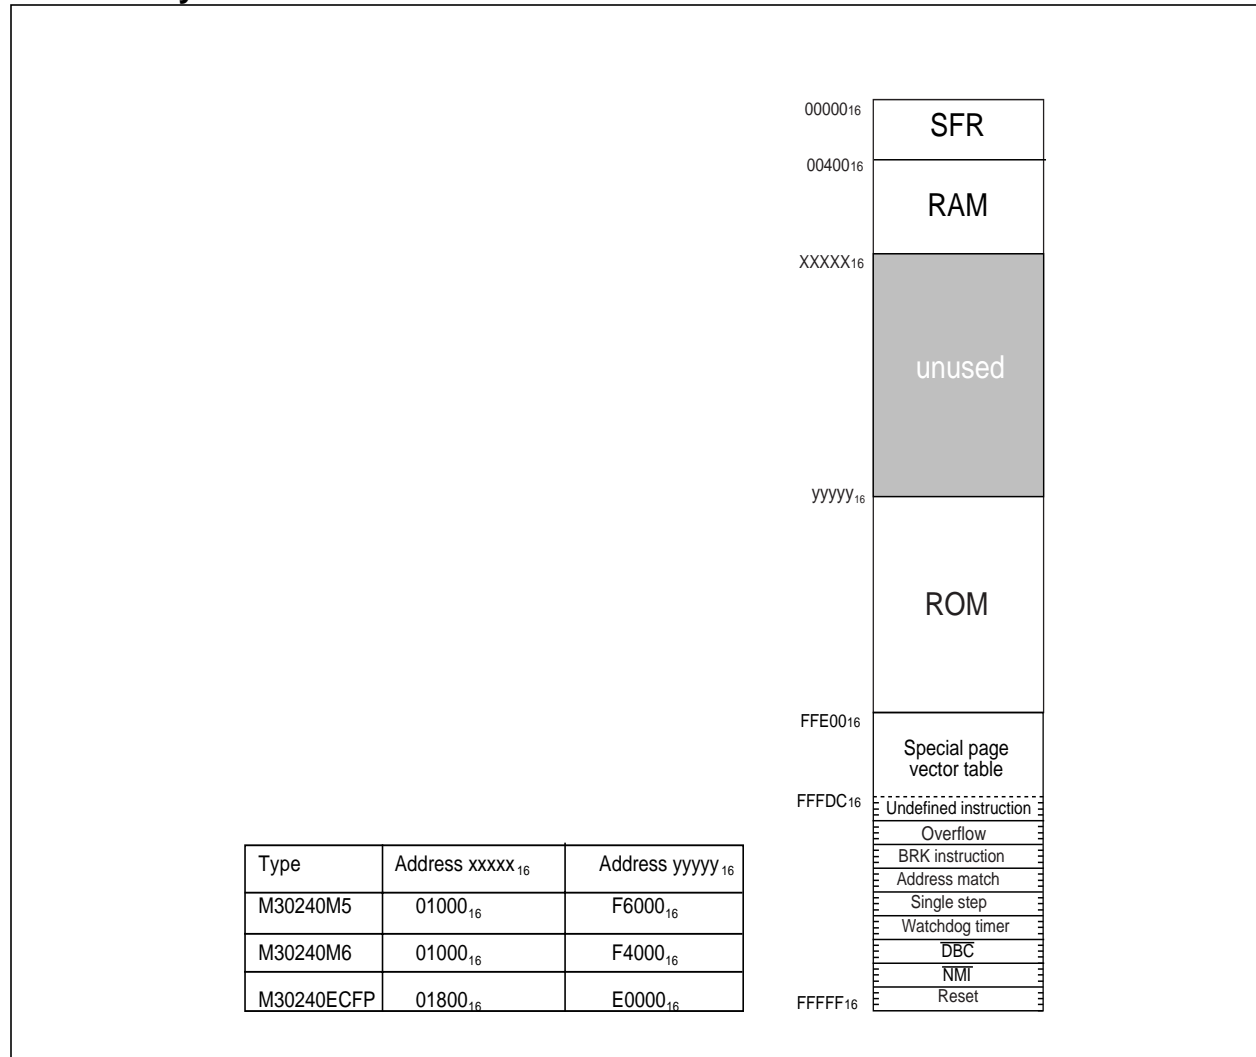 00000₁₆
SFR
00400₁₆
RAM
XXXXX₁₆
unused
yyyyy₁₆
ROM
FFE00₁₆
Special page
vector table
FFFDC₁₆
Undefined instruction
Overflow
BRK instruction
Address match
Single step
Watchdog timer
DBC
NMI
Reset
FFFFF₁₆
Type Address xxxxx₁₆ Address yyyyy₁₆
M30240M5 01000₁₆ F6000₁₆
M30240M6 01000₁₆ F4000₁₆
M30240ECFP 01800₁₆ E0000₁₆